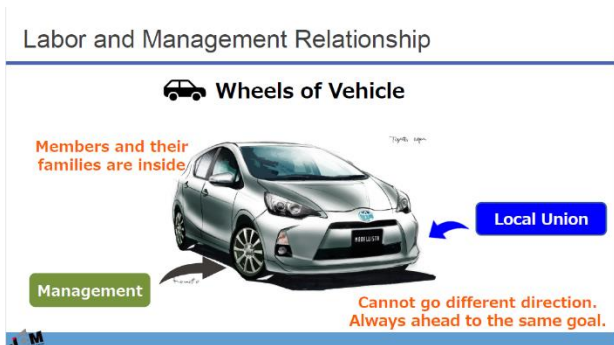 Labor and Management Relationship
Wheels of Vehicle
Members and their
families are inside
Local Union
Management
Cannot go different direction.
Always ahead to the same goal.